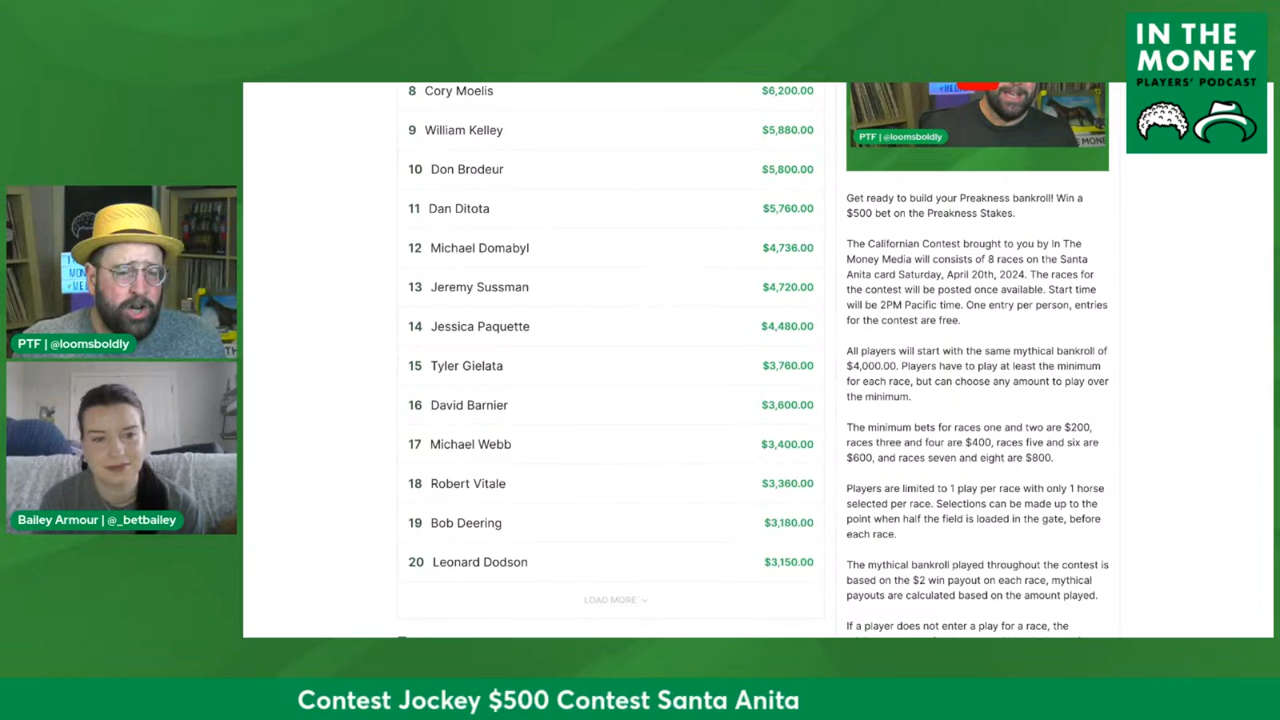 IN THE
MONEY
PLAYERS' PODCAST
8 Cory Moelis $6,200.00
9 William Kelley $5,880.00
10 Don Brodeur $5,800.00
11 Dan Ditota $5,760.00
12 Michael Domabyl $4,736.00
13 Jeremy Sussman $4,720.00
14 Jessica Paquette $4,480.00
15 Tyler Gielata $3,760.00
16 David Barnier $3,600.00
17 Michael Webb $3,400.00
18 Robert Vitale $3,360.00
19 Bob Deering $3,180.00
20 Leonard Dodson $3,150.00
LOAD MORE
PTF | @loomsboldly
Get ready to build your Preakness bankroll! Win a
$500 bet on the Preakness Stakes.
The Californian Contest brought to you by In The
Money Media will consists of 8 races on the Santa
Anita card Saturday, April 20th, 2024. The races for
the contest will be posted once available. Start time
will be 2PM Pacific time. One entry per person, entries
for the contest are free.
All players will start with the same mythical bankroll of
$4,000.00. Players have to play at least the minimum
for each race, but can choose any amount to play over
the minimum.
The minimum bets for races one and two are $200,
races three and four are $400, races five and six are
$600, and races seven and eight are $800.
Players are limited to 1 play per race with only 1 horse
selected per race. Selections can be made up to the
point when half the field is loaded in the gate, before
each race.
The mythical bankroll played throughout the contest is
based on the $2 win payout on each race, mythical
payouts are calculated based on the amount played.
If a player does not enter a play for a race, the
PTF | @loomsboldly
Bailey Armour | @_betbailey
Contest Jockey $500 Contest Santa Anita